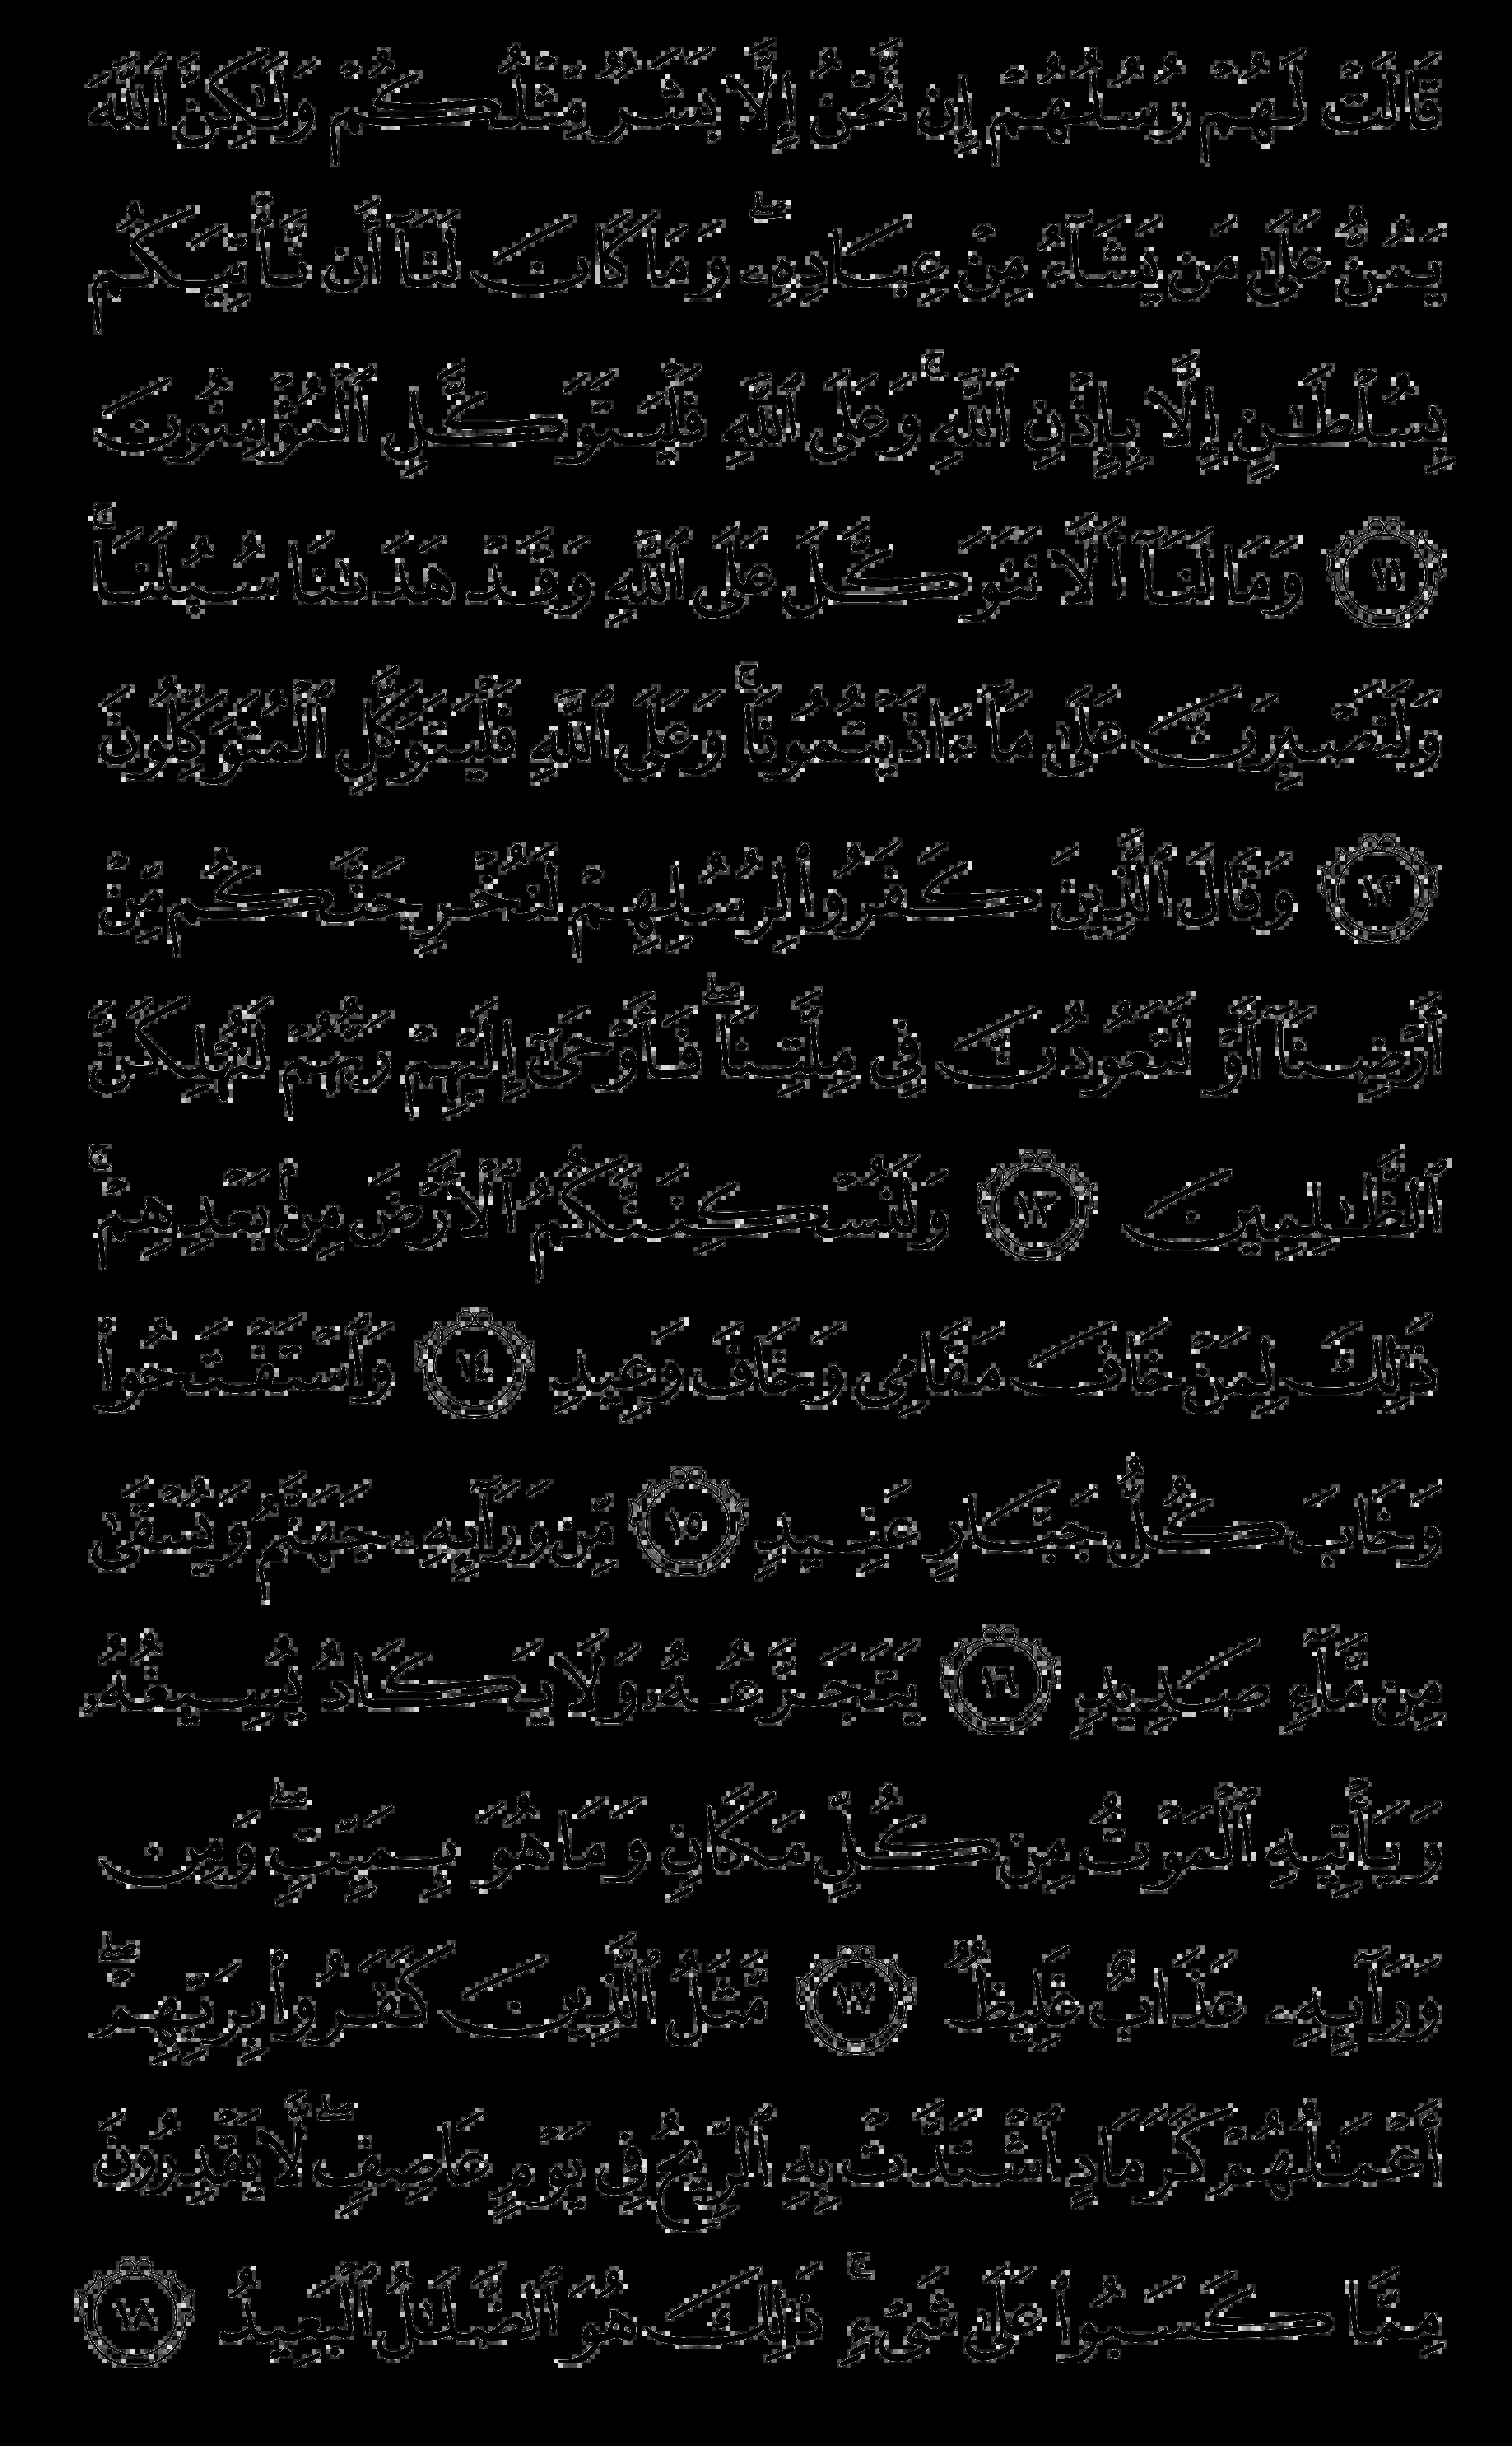 قَالَتْ لَهُمْ رُسُلُهُمْ إِن نَّحْنُ إِلَّا بَشَرٌ مِّثْلُكُمْ وَلَـٰكِنَّ ٱللَّهَ
يَمُنُّ عَلَىٰ مَن يَشَآءُ مِنْ عِبَادِهِۦ ۖ وَمَا كَانَ لَنَآ أَن نَّأْتِيَكُم
بِسُلْطَـٰنٍ إِلَّا بِإِذْنِ ٱللَّهِ ۚ وَعَلَى ٱللَّهِ فَلْيَتَوَكَّلِ ٱلْمُؤْمِنُونَ
١١ وَمَا لَنَآ أَلَّا نَتَوَكَّلَ عَلَى ٱللَّهِ وَقَدْ هَدَىٰنَا سُبُلَنَا ۚ
وَلَنَصْبِرَنَّ عَلَىٰ مَآ ءَاذَيْتُمُونَا ۚ وَعَلَى ٱللَّهِ فَلْيَتَوَكَّلِ ٱلْمُتَوَكِّلُونَ
١٢ وَقَالَ ٱلَّذِينَ كَفَرُوا۟ لِرُسُلِهِمْ لَنُخْرِجَنَّكُم مِّنْ
أَرْضِنَآ أَوْ لَتَعُودُنَّ فِى مِلَّتِنَا ۖ فَأَوْحَىٰٓ إِلَيْهِمْ رَبُّهُمْ لَنُهْلِكَنَّ
ٱلظَّـٰلِمِينَ ١٣ وَلَنُسْكِنَنَّكُمُ ٱلْأَرْضَ مِنۢ بَعْدِهِمْ ۚ
ذَٰلِكَ لِمَنْ خَافَ مَقَامِى وَخَافَ وَعِيدِ ١٤ وَٱسْتَفْتَحُوا۟
وَخَابَ كُلُّ جَبَّارٍ عَنِيدٍ ١٥ مِّن وَرَآئِهِۦ جَهَنَّمُ وَيُسْقَىٰ
مِن مَّآءٍ صَدِيدٍ ١٦ يَتَجَرَّعُهُۥ وَلَا يَكَادُ يُسِيغُهُۥ
وَيَأْتِيهِ ٱلْمَوْتُ مِن كُلِّ مَكَانٍ وَمَا هُوَ بِمَيِّتٍ ۖ وَمِن
وَرَآئِهِۦ عَذَابٌ غَلِيظٌ ١٧ مَّثَلُ ٱلَّذِينَ كَفَرُوا۟ بِرَبِّهِمْ ۖ
أَعْمَـٰلُهُمْ كَرَمَادٍ ٱشْتَدَّتْ بِهِ ٱلرِّيحُ فِى يَوْمٍ عَاصِفٍ ۖ لَّا يَقْدِرُونَ
مِمَّا كَسَبُوا۟ عَلَىٰ شَىْءٍ ۚ ذَٰلِكَ هُوَ ٱلضَّلَـٰلُ ٱلْبَعِيدُ ١٨